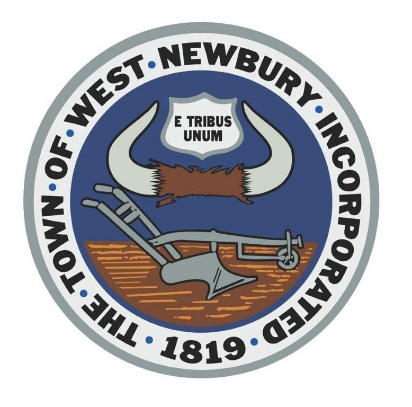 THE · TOWN · OF · WEST · NEWBURY · INCORPORATED · 1819 ·
E TRIBUS
UNUM